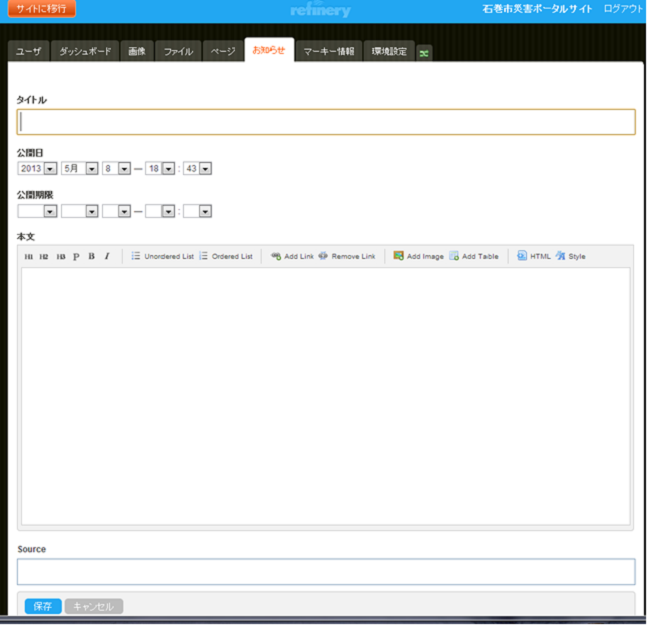 サイトに移行
refinery
石巻市災害ポータルサイト ログアウト
ユーザ ダッシュボード 画像 ファイル ページ お知らせ マーキー情報 環境設定
タイトル
公開日
2013 5月 8 — 18 : 43
公開期限
— :
本文
H1 H2 H3 P B I Unordered List Ordered List Add Link Remove Link Add Image Add Table HTML Style
Source
保存 キャンセル